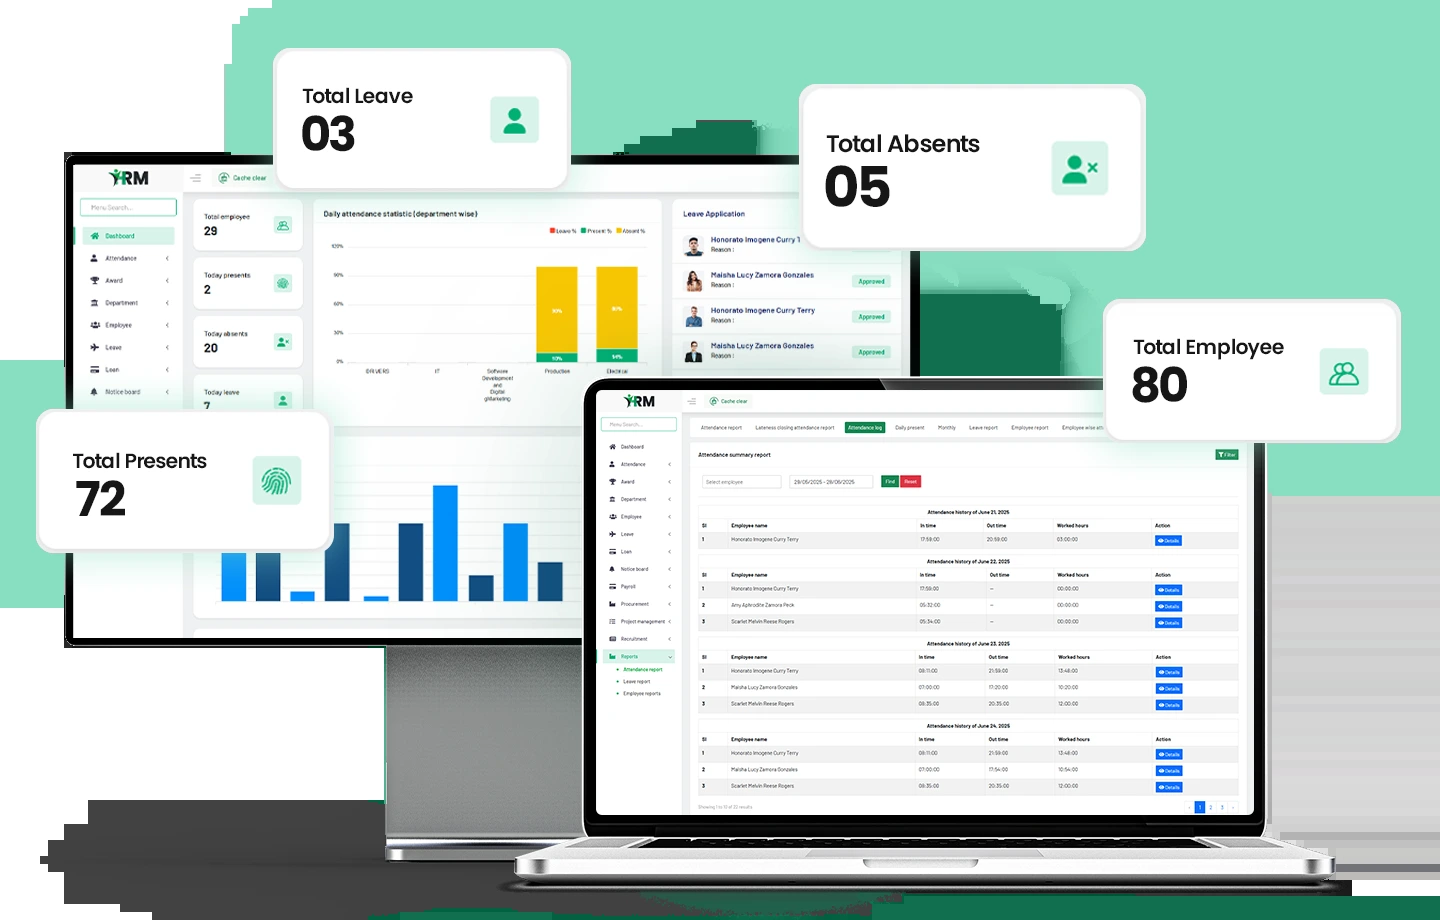 Total Leave
03
Total Absents
05
Total Employee
80
Total Presents
72
HRM
Cache clear
Menu Search...
Dashboard
Attendance
Award
Department
Employee
Leave
Loan
Notice board
Total employee
29
Today presents
2
Today absents
20
Today leave
7
Daily attendance statistic (department wise)
Leave % Present % Absent %
120%
90%
60%
30%
0%
90%
10%
DRIVERS
IT
Software
Development
and
Digital
Production
Electrical
Leave Application
Honorato Imogene Curry T
Reason :
Maisha Lucy Zamora Gonzales
Reason :
Approved
Honorato Imogene Curry Terry
Reason :
Approved
Maisha Lucy Zamora Gonzales
Reason :
Approved
HRM
Cache clear
Menu Search...
Dashboard
Attendance
Award
Department
Employee
Leave
Loan
Notice board
Payroll
Procurement
Project management
Recruitment
Reports
Attendance report
Leave report
Employee reports
Attendance report Lateness closing attendance report Attendance log Daily present Monthly Leave report Employee report Employee wise att
Attendance summary report
Filter
Select employee
Find Reset
Attendance history of June 21, 2025
Sl Employee name In time Out time Worked hours Action
1 Honorato Imogene Curry Terry 17:59:00 20:59:00 03:00:00 Details
Attendance history of June 22, 2025
Sl Employee name In time Out time Worked hours Action
1 Honorato Imogene Curry Terry 17:59:00 -- 00:00:00 Details
2 Amy Aphrodite Zamora Peck 05:32:00 -- 00:00:00 Details
3 Scarlet Melvin Reese Rogers 05:34:00 -- 00:00:00 Details
Attendance history of June 23, 2025
Sl Employee name In time Out time Worked hours Action
1 Honorato Imogene Curry Terry 08:11:00 21:59:00 13:48:00 Details
2 Maisha Lucy Zamora Gonzales 07:00:00 17:20:00 10:20:00 Details
3 Scarlet Melvin Reese Rogers 08:35:00 20:35:00 12:00:00 Details
Attendance history of June 24, 2025
Sl Employee name In time Out time Worked hours Action
1 Honorato Imogene Curry Terry 08:11:00 21:59:00 13:48:00 Details
2 Maisha Lucy Zamora Gonzales 07:00:00 17:54:00 10:54:00 Details
3 Scarlet Melvin Reese Rogers 08:35:00 20:35:00 12:00:00 Details
‹ 1 2 3 ›